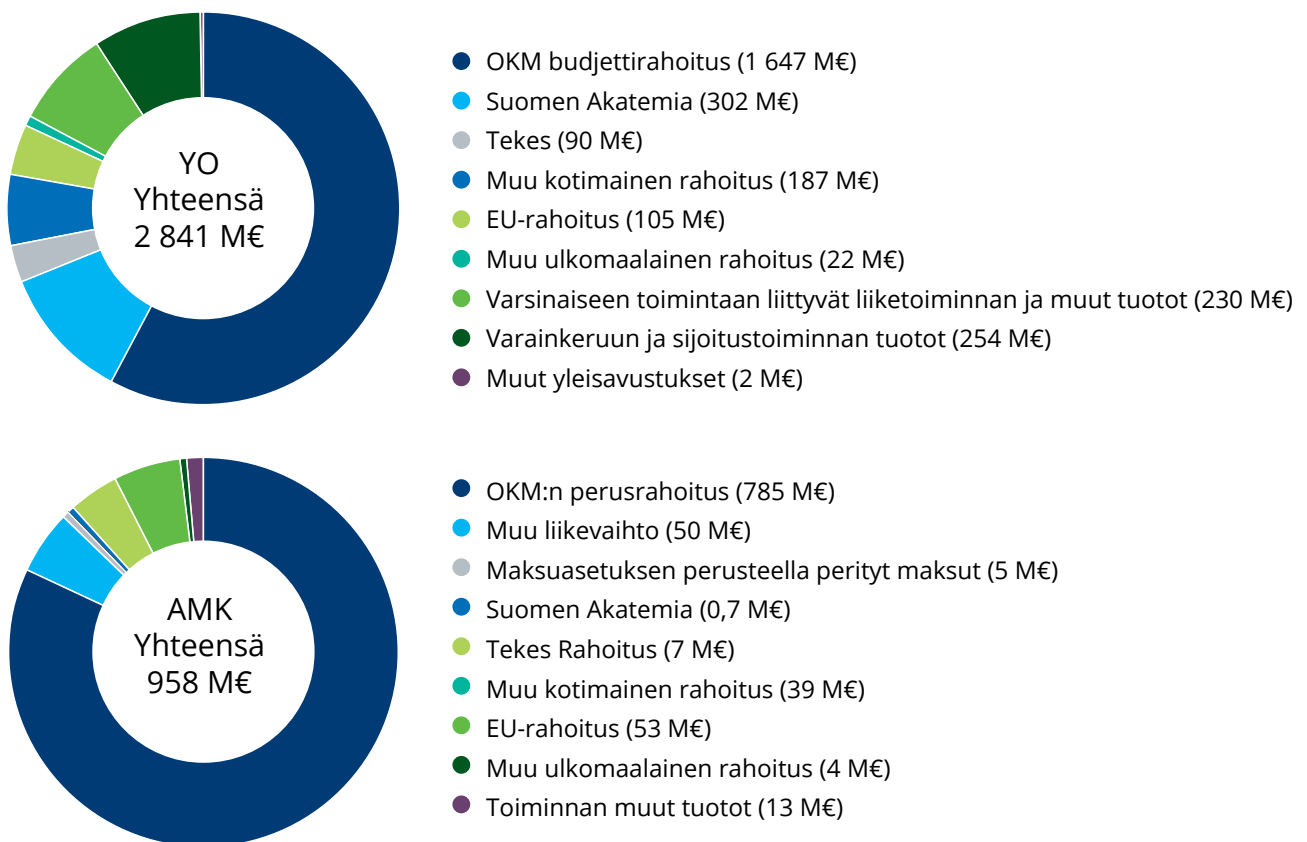 YO
Yhteensä
2 841 M€
OKM budjettirahoitus (1 647 M€)
Suomen Akatemia (302 M€)
Tekes (90 M€)
Muu kotimainen rahoitus (187 M€)
EU-rahoitus (105 M€)
Muu ulkomaalainen rahoitus (22 M€)
Varsinaiseen toimintaan liittyvät liiketoiminnan ja muut tuotot (230 M€)
Varainkeruun ja sijoitustoiminnan tuotot (254 M€)
Muut yleisavustukset (2 M€)
AMK
Yhteensä
958 M€
OKM:n perusrahoitus (785 M€)
Muu liikevaihto (50 M€)
Maksuasetuksen perusteella perityt maksut (5 M€)
Suomen Akatemia (0,7 M€)
Tekes Rahoitus (7 M€)
Muu kotimainen rahoitus (39 M€)
EU-rahoitus (53 M€)
Muu ulkomaalainen rahoitus (4 M€)
Toiminnan muut tuotot (13 M€)